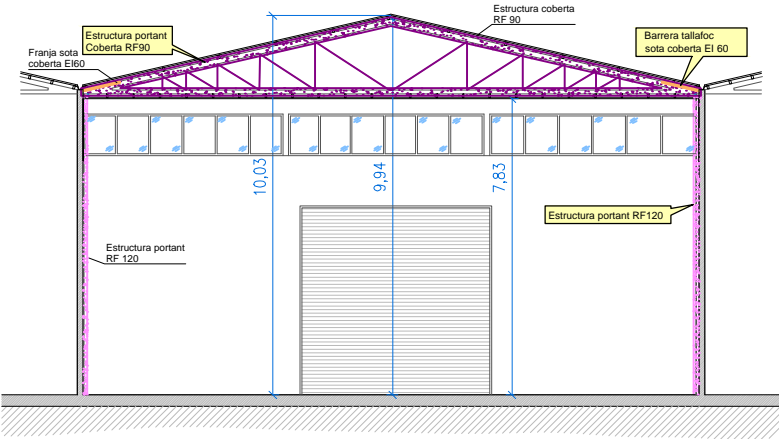 Estructura coberta
RF 90
Estructura portant
Coberta RF90
Barrera tallafoc
sota coberta EI 60
Franja sota
coberta EI60
10,03
9,94
7,83
Estructura portant RF120
Estructura portant
RF 120